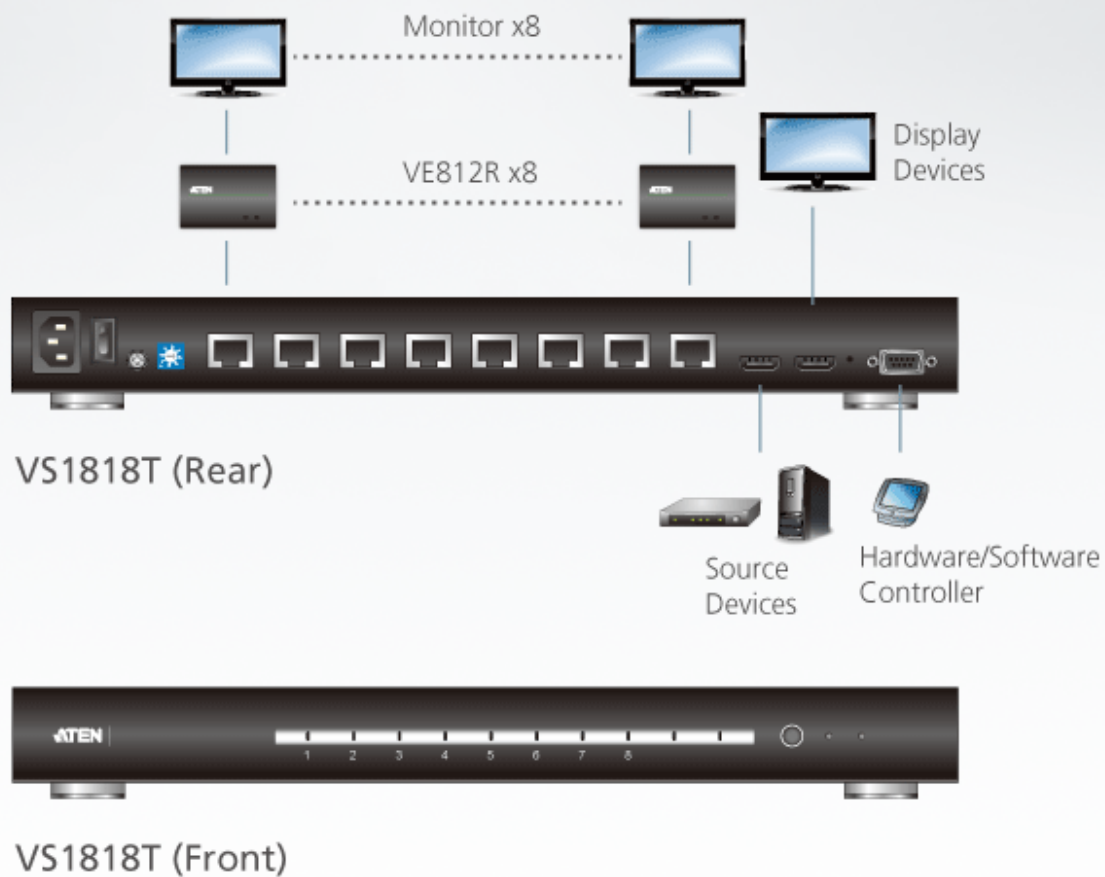 Monitor x8
Display
Devices
VE812R x8
ATEN
ATEN
VS1818T (Rear)
Source
Devices
Hardware/Software
Controller
ATEN
1 2 3 4 5 6 7 8
VS1818T (Front)